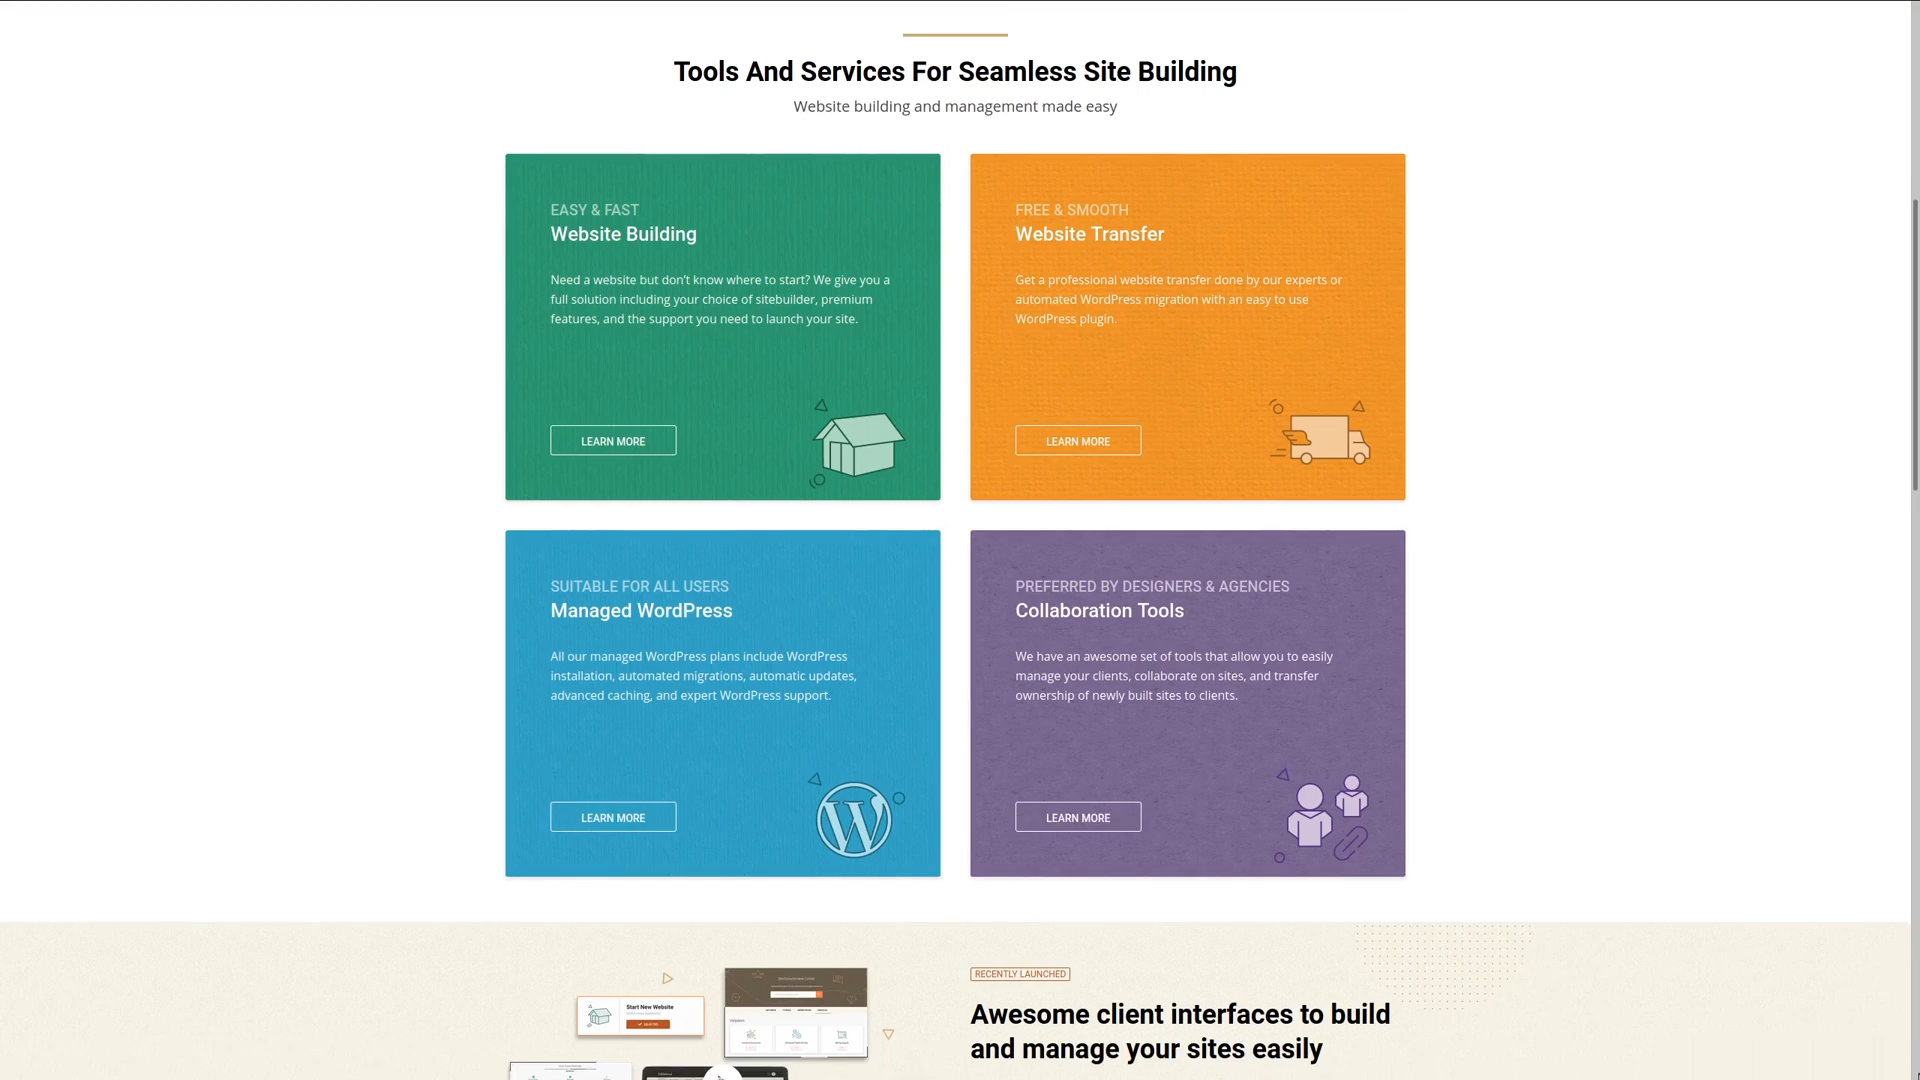 Tools And Services For Seamless Site Building
Website building and management made easy
EASY & FAST
Website Building
Need a website but don't know where to start? We give you a
full solution including your choice of sitebuilder, premium
features, and the support you need to launch your site.
LEARN MORE
FREE & SMOOTH
Website Transfer
Get a professional website transfer done by our experts or
automated WordPress migration with an easy to use
WordPress plugin.
LEARN MORE
SUITABLE FOR ALL USERS
Managed WordPress
All our managed WordPress plans include WordPress
installation, automated migrations, automatic updates,
advanced caching, and expert WordPress support.
LEARN MORE
PREFERRED BY DESIGNERS & AGENCIES
Collaboration Tools
We have an awesome set of tools that allow you to easily
manage your clients, collaborate on sites, and transfer
ownership of newly built sites to clients.
LEARN MORE
Start New Website
RECENTLY LAUNCHED
Awesome client interfaces to build
and manage your sites easily